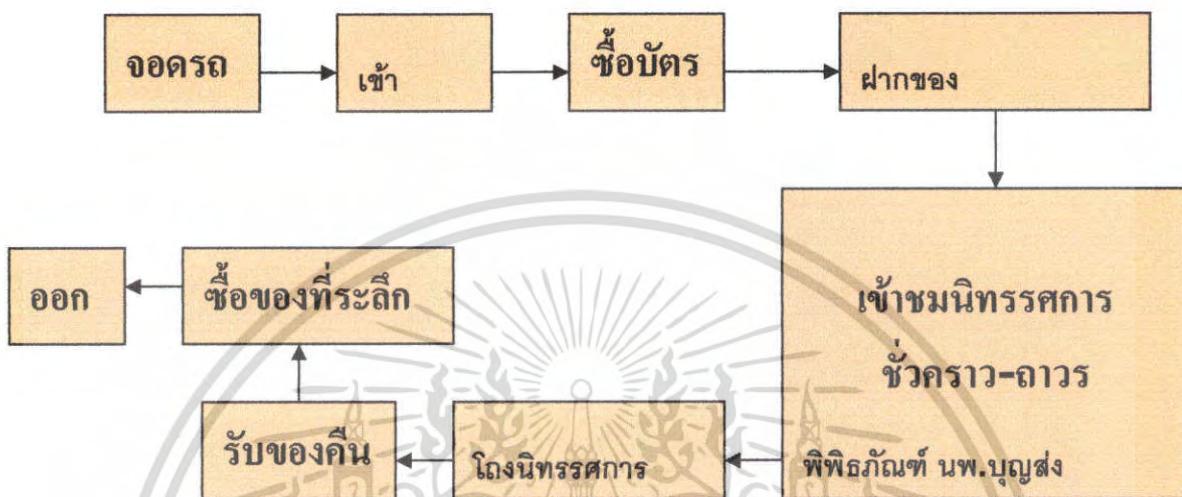 จอดรถ
เข้า
ซื้อบัตร
ฝากของ
เข้าชมนิทรรศการ
ชั่วคราว-ถาวร
พิพิธภัณฑ์ นพ.บุญส่ง
โถงนิทรรศการ
รับของคืน
ซื้อของที่ระลึก
ออก